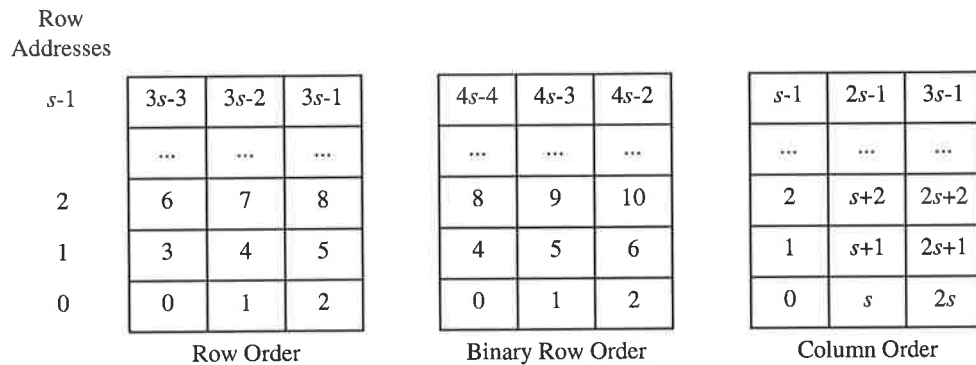 Row
Addresses
s-1 3s-3 3s-2 3s-1 4s-4 4s-3 4s-2 s-1 2s-1 3s-1
... ... ... ... ... ... ... ... ...
2 6 7 8 8 9 10 2 s+2 2s+2
1 3 4 5 4 5 6 1 s+1 2s+1
0 0 1 2 0 1 2 0 s 2s
Row Order Binary Row Order Column Order